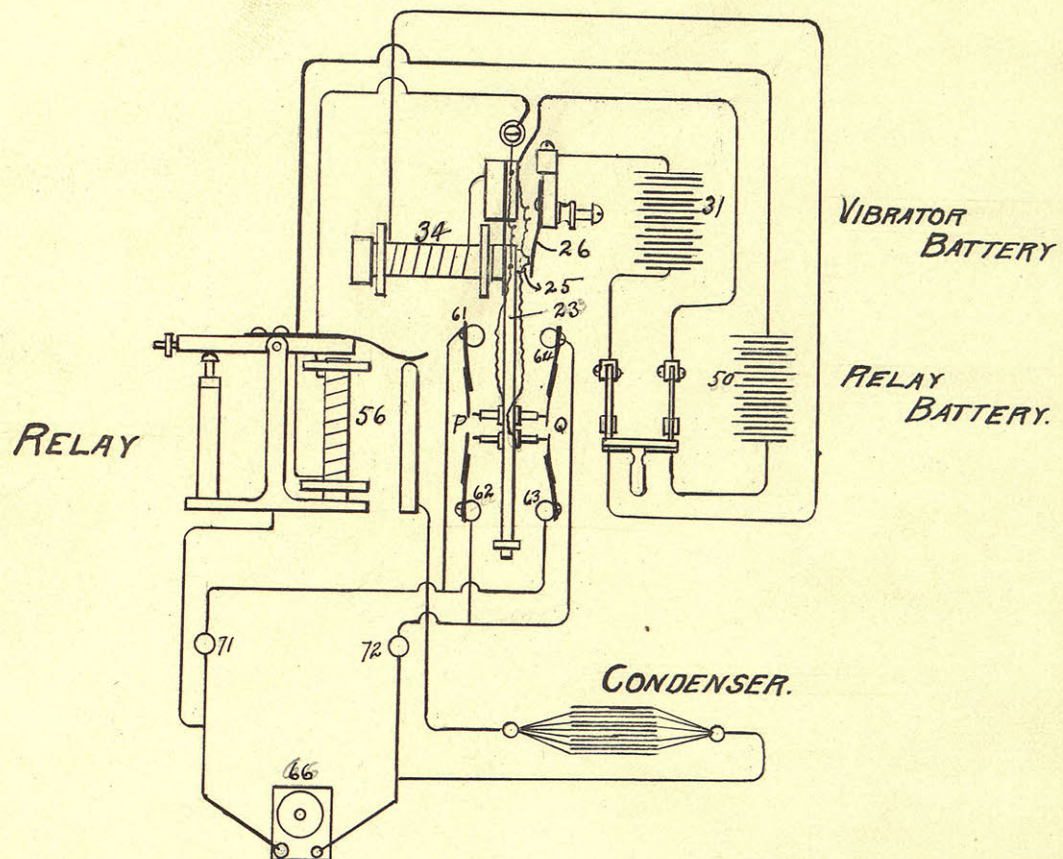 34
31
VIBRATOR
BATTERY
26
25
23
61
64
50
RELAY
BATTERY.
56
RELAY
P
Q
62
63
71
72
CONDENSER.
66